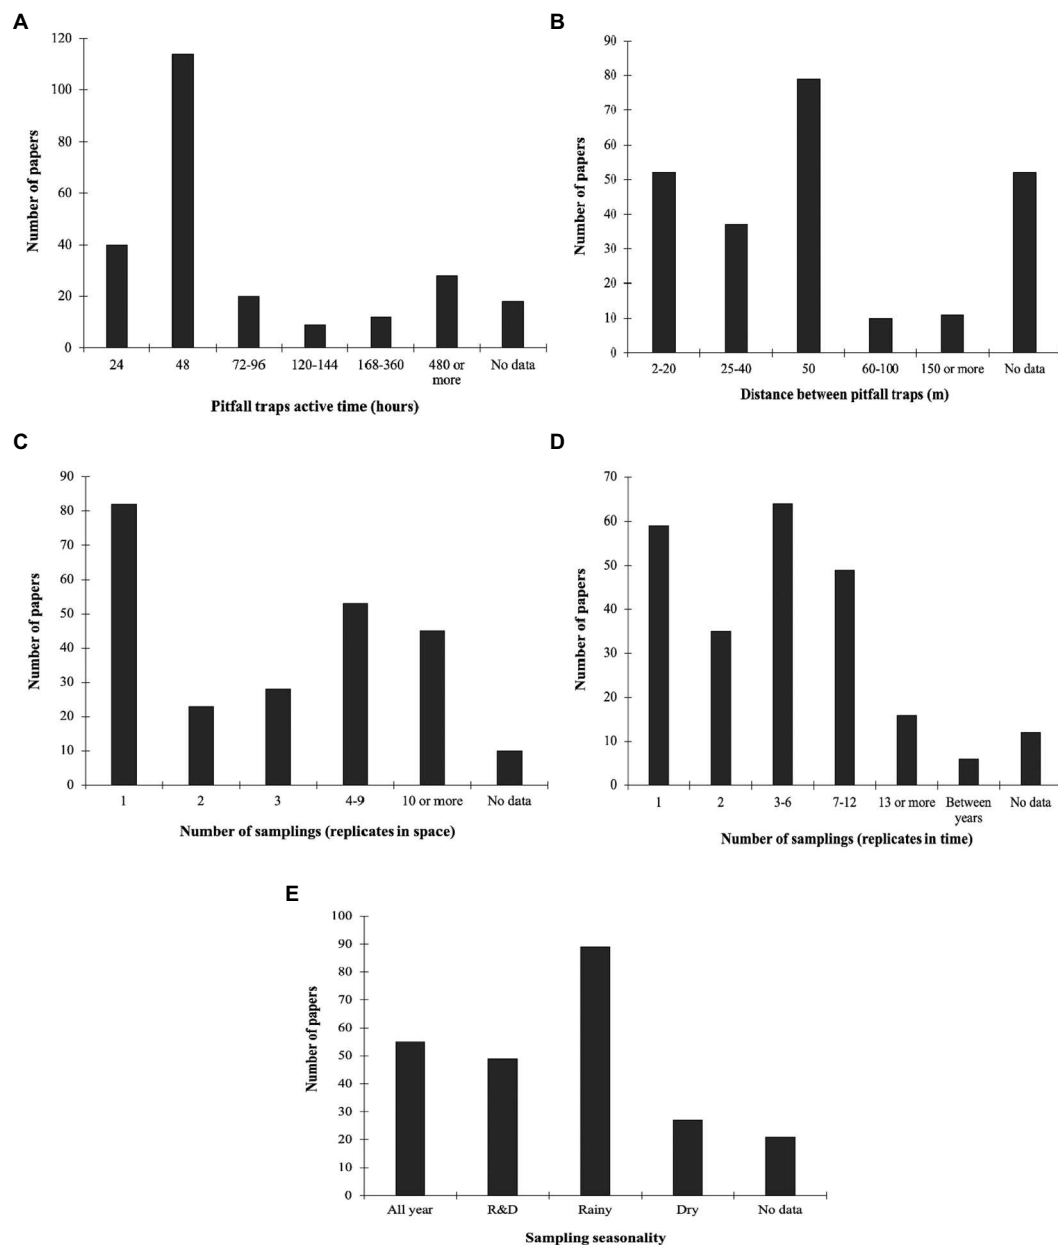 A
Number of papers
120
100
80
60
40
20
0
24 48 72-96 120-144 168-360 480 or more No data
Pitfall traps active time (hours)
B
Number of papers
90
80
70
60
50
40
30
20
10
0
2-20 25-40 50 60-100 150 or more No data
Distance between pitfall traps (m)
C
Number of papers
90
80
70
60
50
40
30
20
10
0
1 2 3 4-9 10 or more No data
Number of samplings (replicates in space)
D
Number of papers
70
60
50
40
30
20
10
0
1 2 3-6 7-12 13 or more Between years No data
Number of samplings (replicates in time)
E
Number of papers
100
90
80
70
60
50
40
30
20
10
0
All year R&D Rainy Dry No data
Sampling seasonality